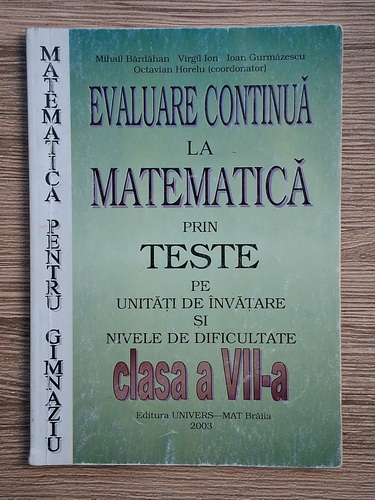 Mihail Bărdăhan Virgil Ion Ioan Gurmăzescu
Octavian Horelu (coordonator)
EVALUARE CONTINUĂ
LA
MATEMATICĂ
PRIN
TESTE
PE
UNITĂȚI DE ÎNVĂȚARE
ȘI
NIVELE DE DIFICULTATE
clasa a VII-a
Editura UNIVERS—MAT Brăila
2003
MATEMATICA PENTRU GIMNAZIU